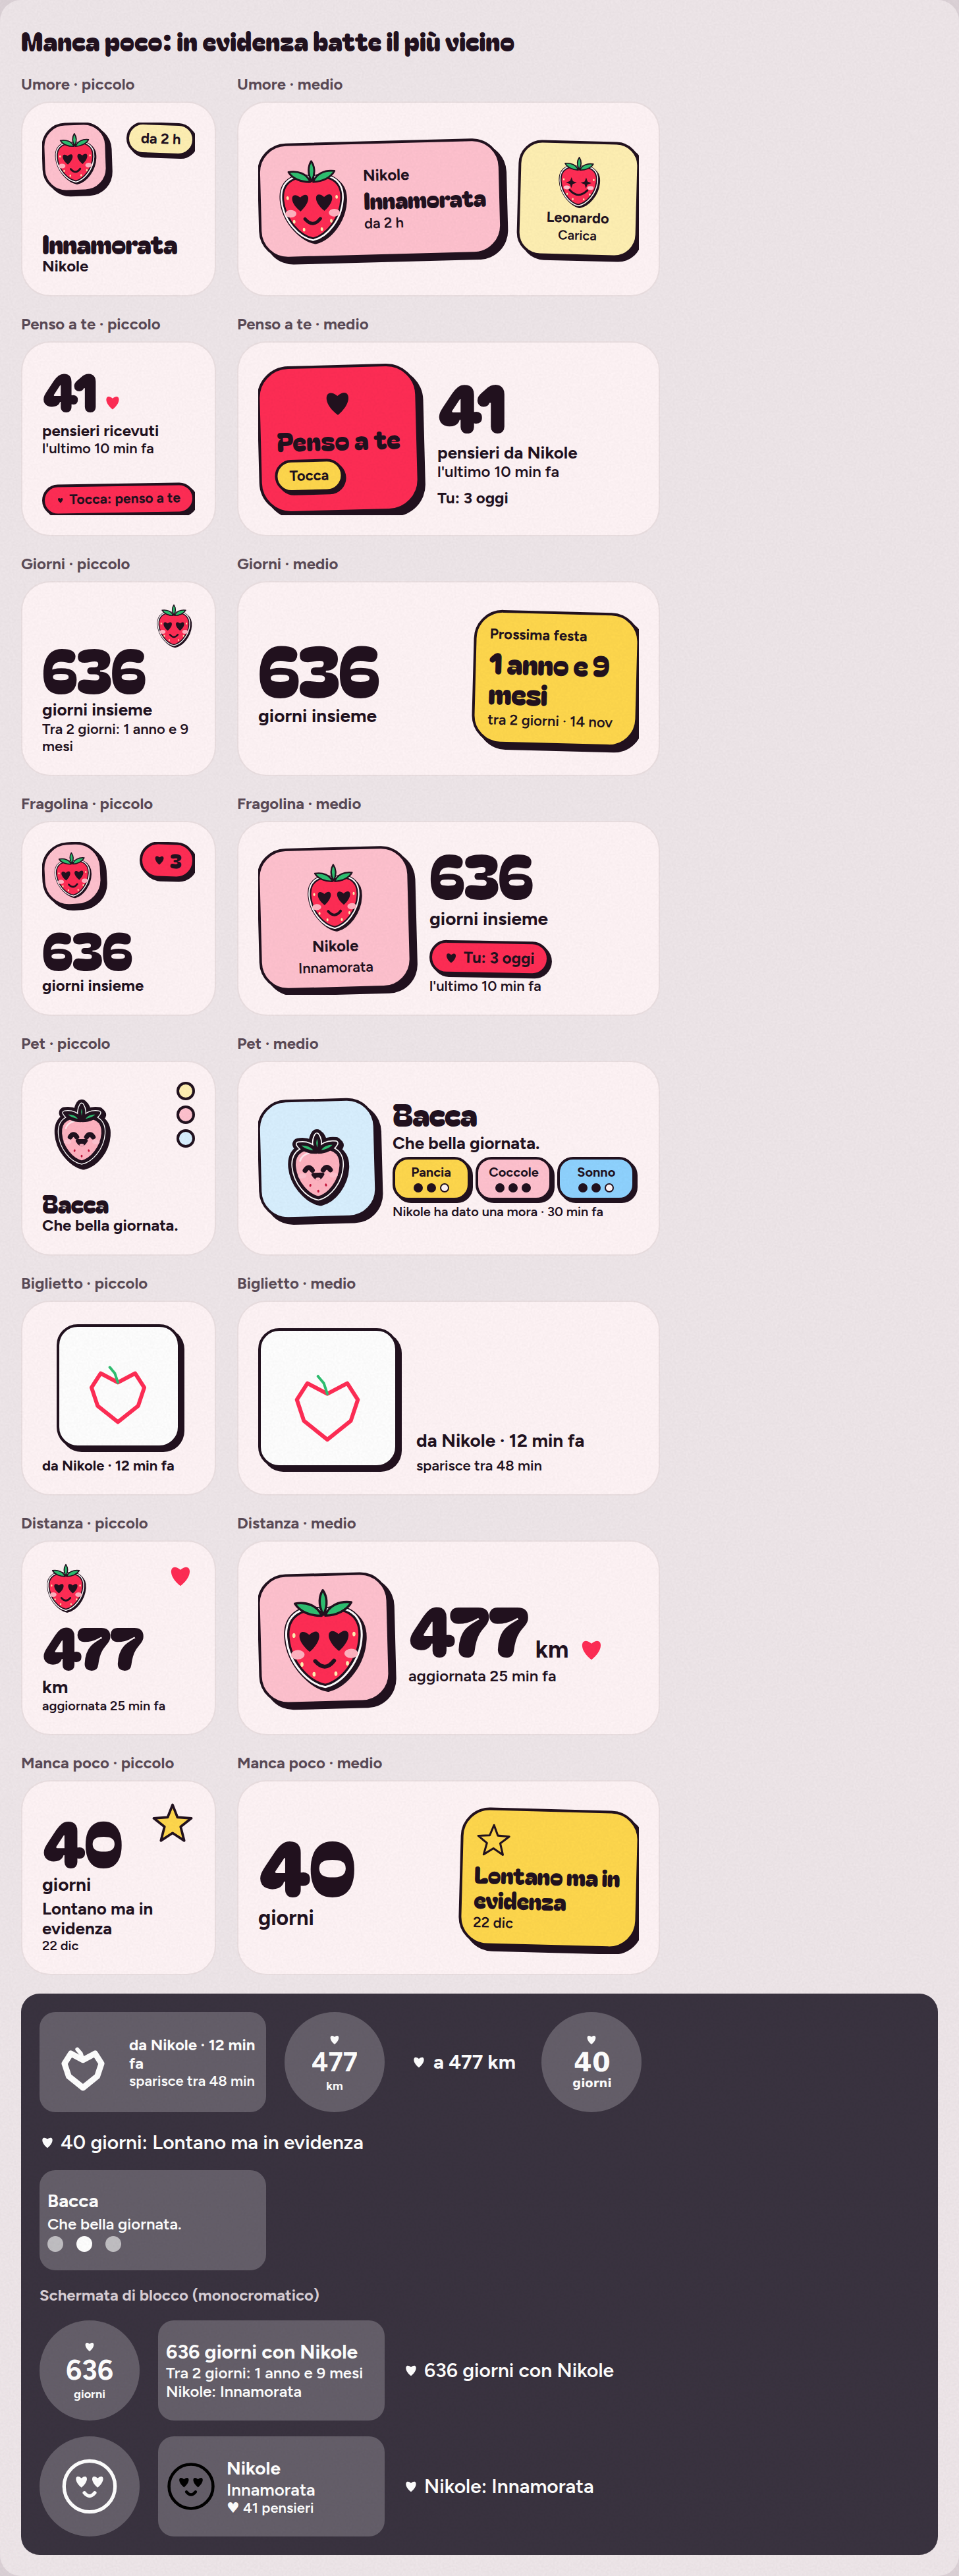 Manca poco: in evidenza batte il più vicino
Umore · piccolo
Umore · medio
da 2 h
Innamorata
Nikole
Nikole
Innamorata
da 2 h
Leonardo
Carica
Penso a te · piccolo
Penso a te · medio
41
pensieri ricevuti
l'ultimo 10 min fa
Tocca: penso a te
Penso a te
Tocca
41
pensieri da Nikole
l'ultimo 10 min fa
Tu: 3 oggi
Giorni · piccolo
Giorni · medio
636
giorni insieme
Tra 2 giorni: 1 anno e 9
mesi
636
giorni insieme
Prossima festa
1 anno e 9
mesi
tra 2 giorni · 14 nov
Fragolina · piccolo
Fragolina · medio
3
636
giorni insieme
Nikole
Innamorata
636
giorni insieme
Tu: 3 oggi
l'ultimo 10 min fa
Pet · piccolo
Pet · medio
Bacca
Che bella giornata.
Bacca
Che bella giornata.
Pancia
Coccole
Sonno
Nikole ha dato una mora · 30 min fa
Biglietto · piccolo
Biglietto · medio
da Nikole · 12 min fa
da Nikole · 12 min fa
sparisce tra 48 min
Distanza · piccolo
Distanza · medio
477
km
aggiornata 25 min fa
477 km
aggiornata 25 min fa
Manca poco · piccolo
Manca poco · medio
40
giorni
Lontano ma in
evidenza
22 dic
40
giorni
Lontano ma in
evidenza
22 dic
da Nikole · 12 min
fa
sparisce tra 48 min
477
km
a 477 km
40
giorni
40 giorni: Lontano ma in evidenza
Bacca
Che bella giornata.
Schermata di blocco (monocromatico)
636
giorni
636 giorni con Nikole
Tra 2 giorni: 1 anno e 9 mesi
Nikole: Innamorata
636 giorni con Nikole
Nikole
Innamorata
♥ 41 pensieri
Nikole: Innamorata